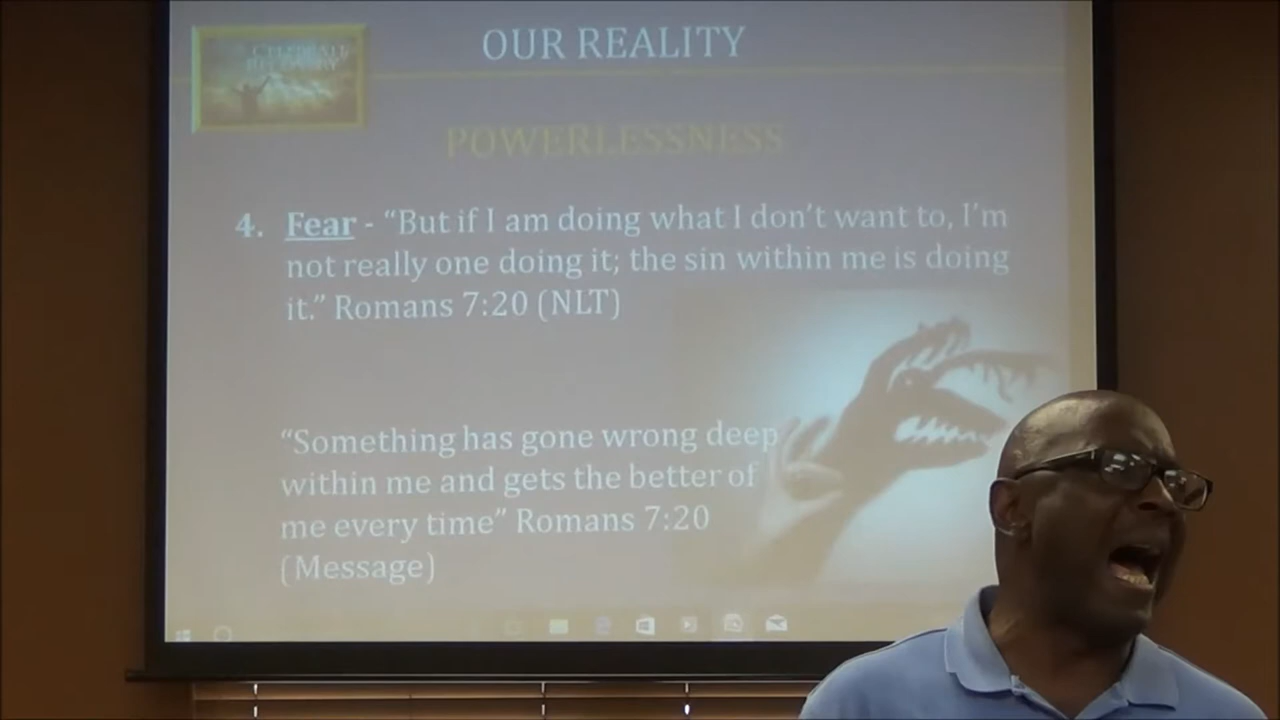 CELEBRATE
RECOVERY
OUR REALITY
POWERLESSNESS
4. Fear - “But if I am doing what I don’t want to, I’m
not really one doing it; the sin within me is doing
it.” Romans 7:20 (NLT)
“Something has gone wrong deep
within me and gets the better of
me every time” Romans 7:20
(Message)